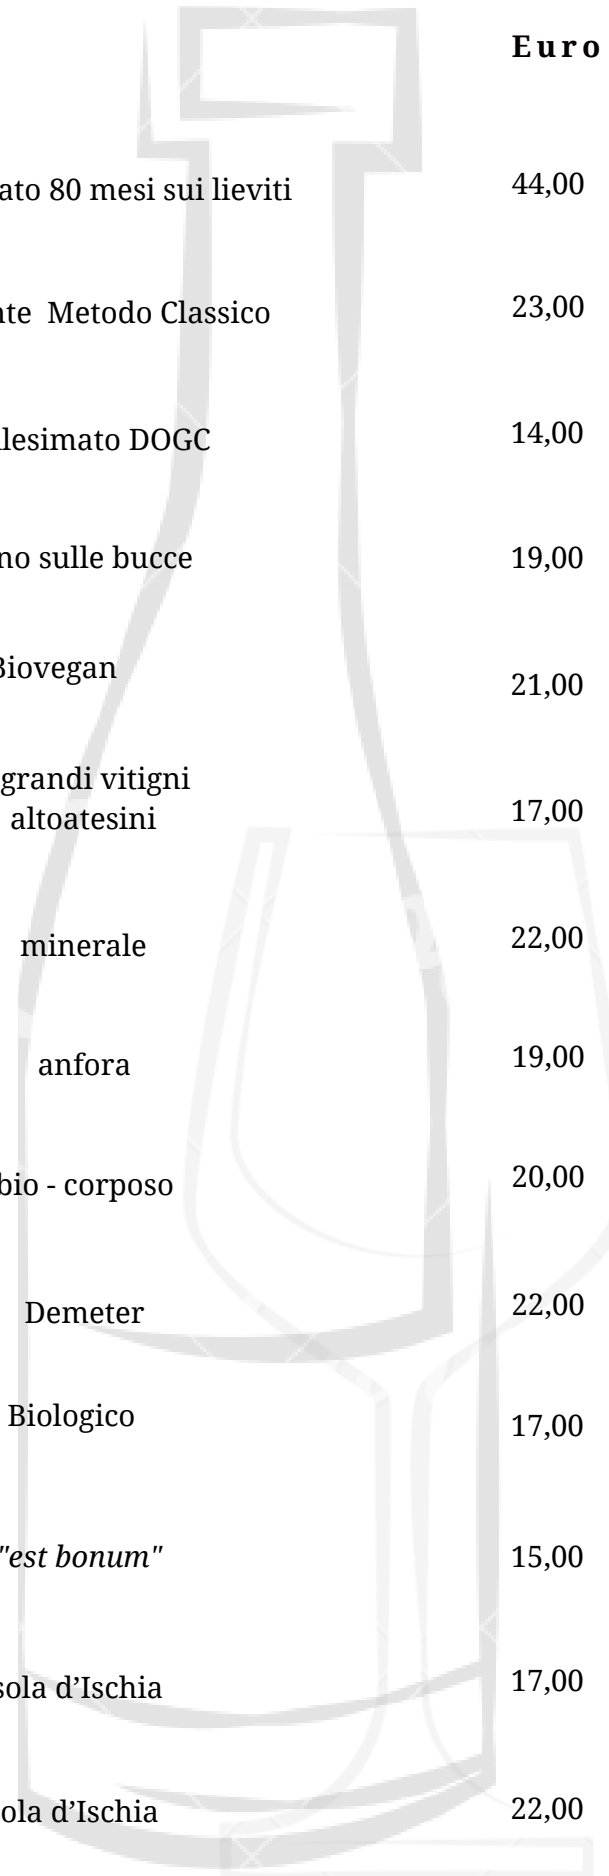 Euro
ato 80 mesi sui lieviti 44,00
nte Metodo Classico 23,00
lesimato DOGC 14,00
no sulle bucce 19,00
Biovegan 21,00
grandi vitigni
altoatesini 17,00
minerale 22,00
anfora 19,00
bio - corposo 20,00
Demeter 22,00
Biologico 17,00
"est bonum" 15,00
sola d’Ischia 17,00
ola d’Ischia 22,00